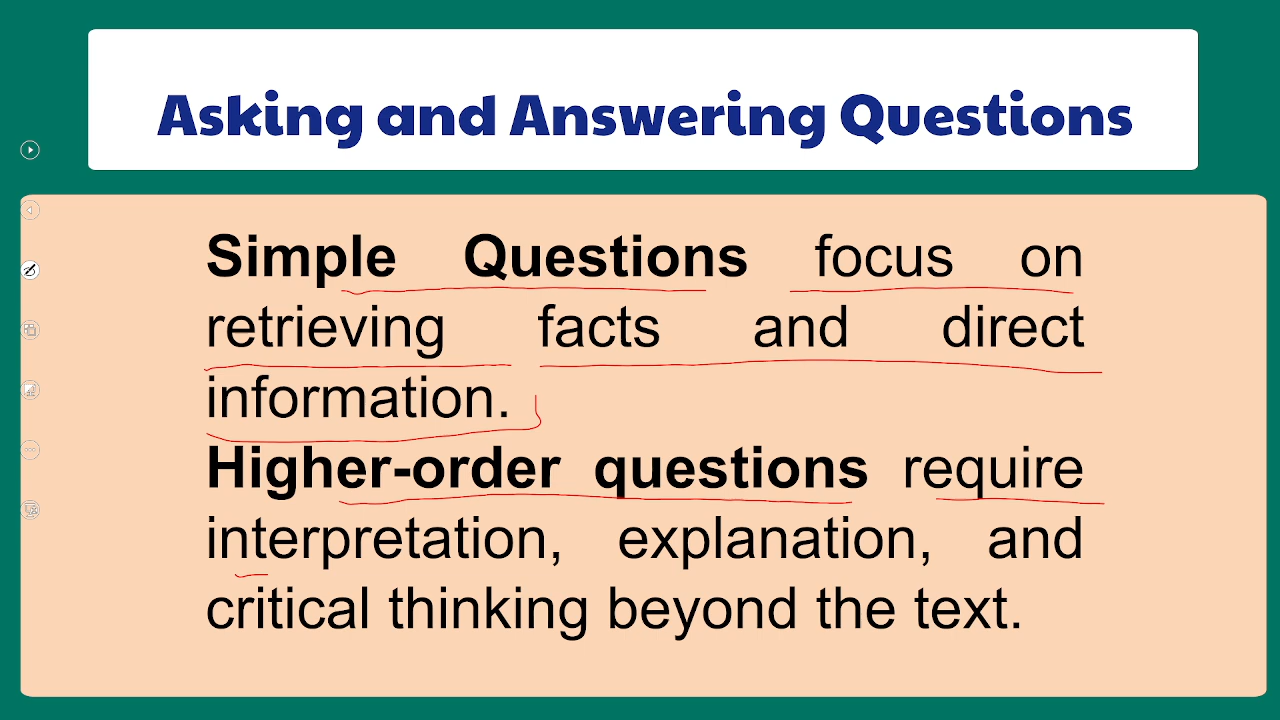 Asking and Answering Questions
Simple Questions focus on
retrieving facts and direct
information.
Higher-order questions require
interpretation, explanation, and
critical thinking beyond the text.